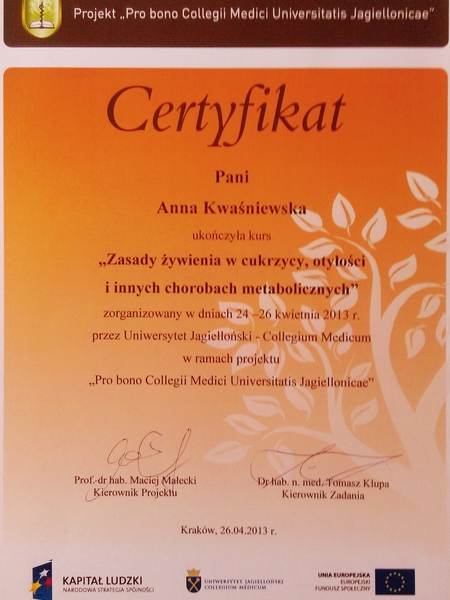 Projekt „Pro bono Collegii Medici Universitatis Jagiellonicae”
Certyfikat
Pani
Anna Kwaśniewska
ukończyła kurs
„Zasady żywienia w cukrzycy, otyłości
i innych chorobach metabolicznych”
zorganizowany w dniach 24 –26 kwietnia 2013 r.
przez Uniwersytet Jagielloński - Collegium Medicum
w ramach projektu
„Pro bono Collegii Medici Universitatis Jagiellonicae”
Prof. dr hab. Maciej Małecki
Kierownik Projektu
Dr hab. n. med. Tomasz Klupa
Kierownik Zadania
Kraków, 26.04.2013 r.
KAPITAŁ LUDZKI
NARODOWA STRATEGIA SPÓJNOŚCI
UNIWERSYTET JAGIELLOŃSKI
COLLEGIUM MEDICUM
UNIA EUROPEJSKA
EUROPEJSKI
FUNDUSZ SPOŁECZNY